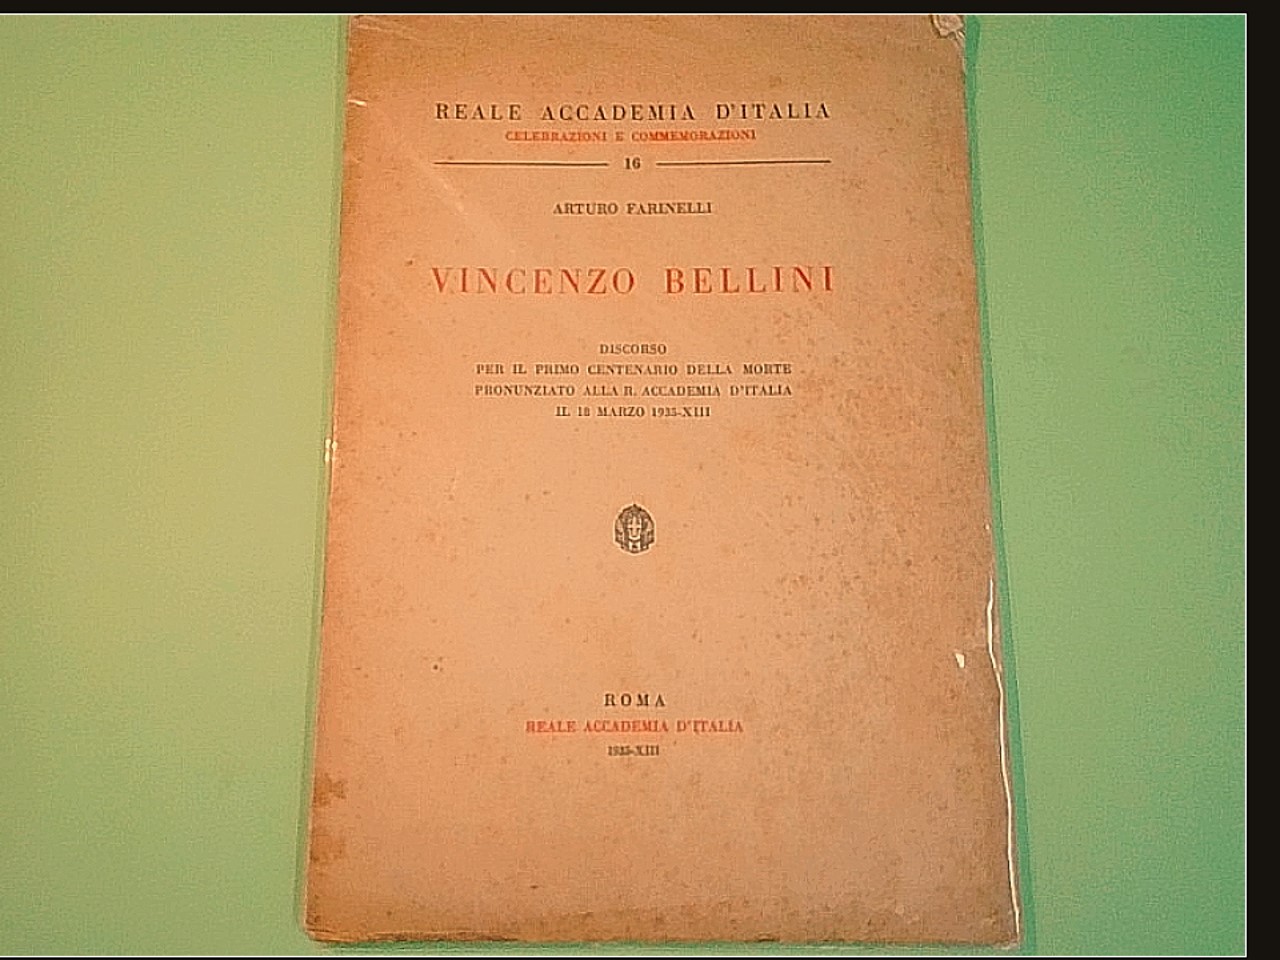 REALE ACCADEMIA D'ITALIA
CELEBRAZIONI E COMMEMORAZIONI
16
ARTURO FARINELLI
VINCENZO BELLINI
DISCORSO
PER IL PRIMO CENTENARIO DELLA MORTE
PRONUNZIATO ALLA R. ACCADEMIA D'ITALIA
IL 18 MARZO 1935-XIII
ROMA
REALE ACCADEMIA D'ITALIA
1935-XIII